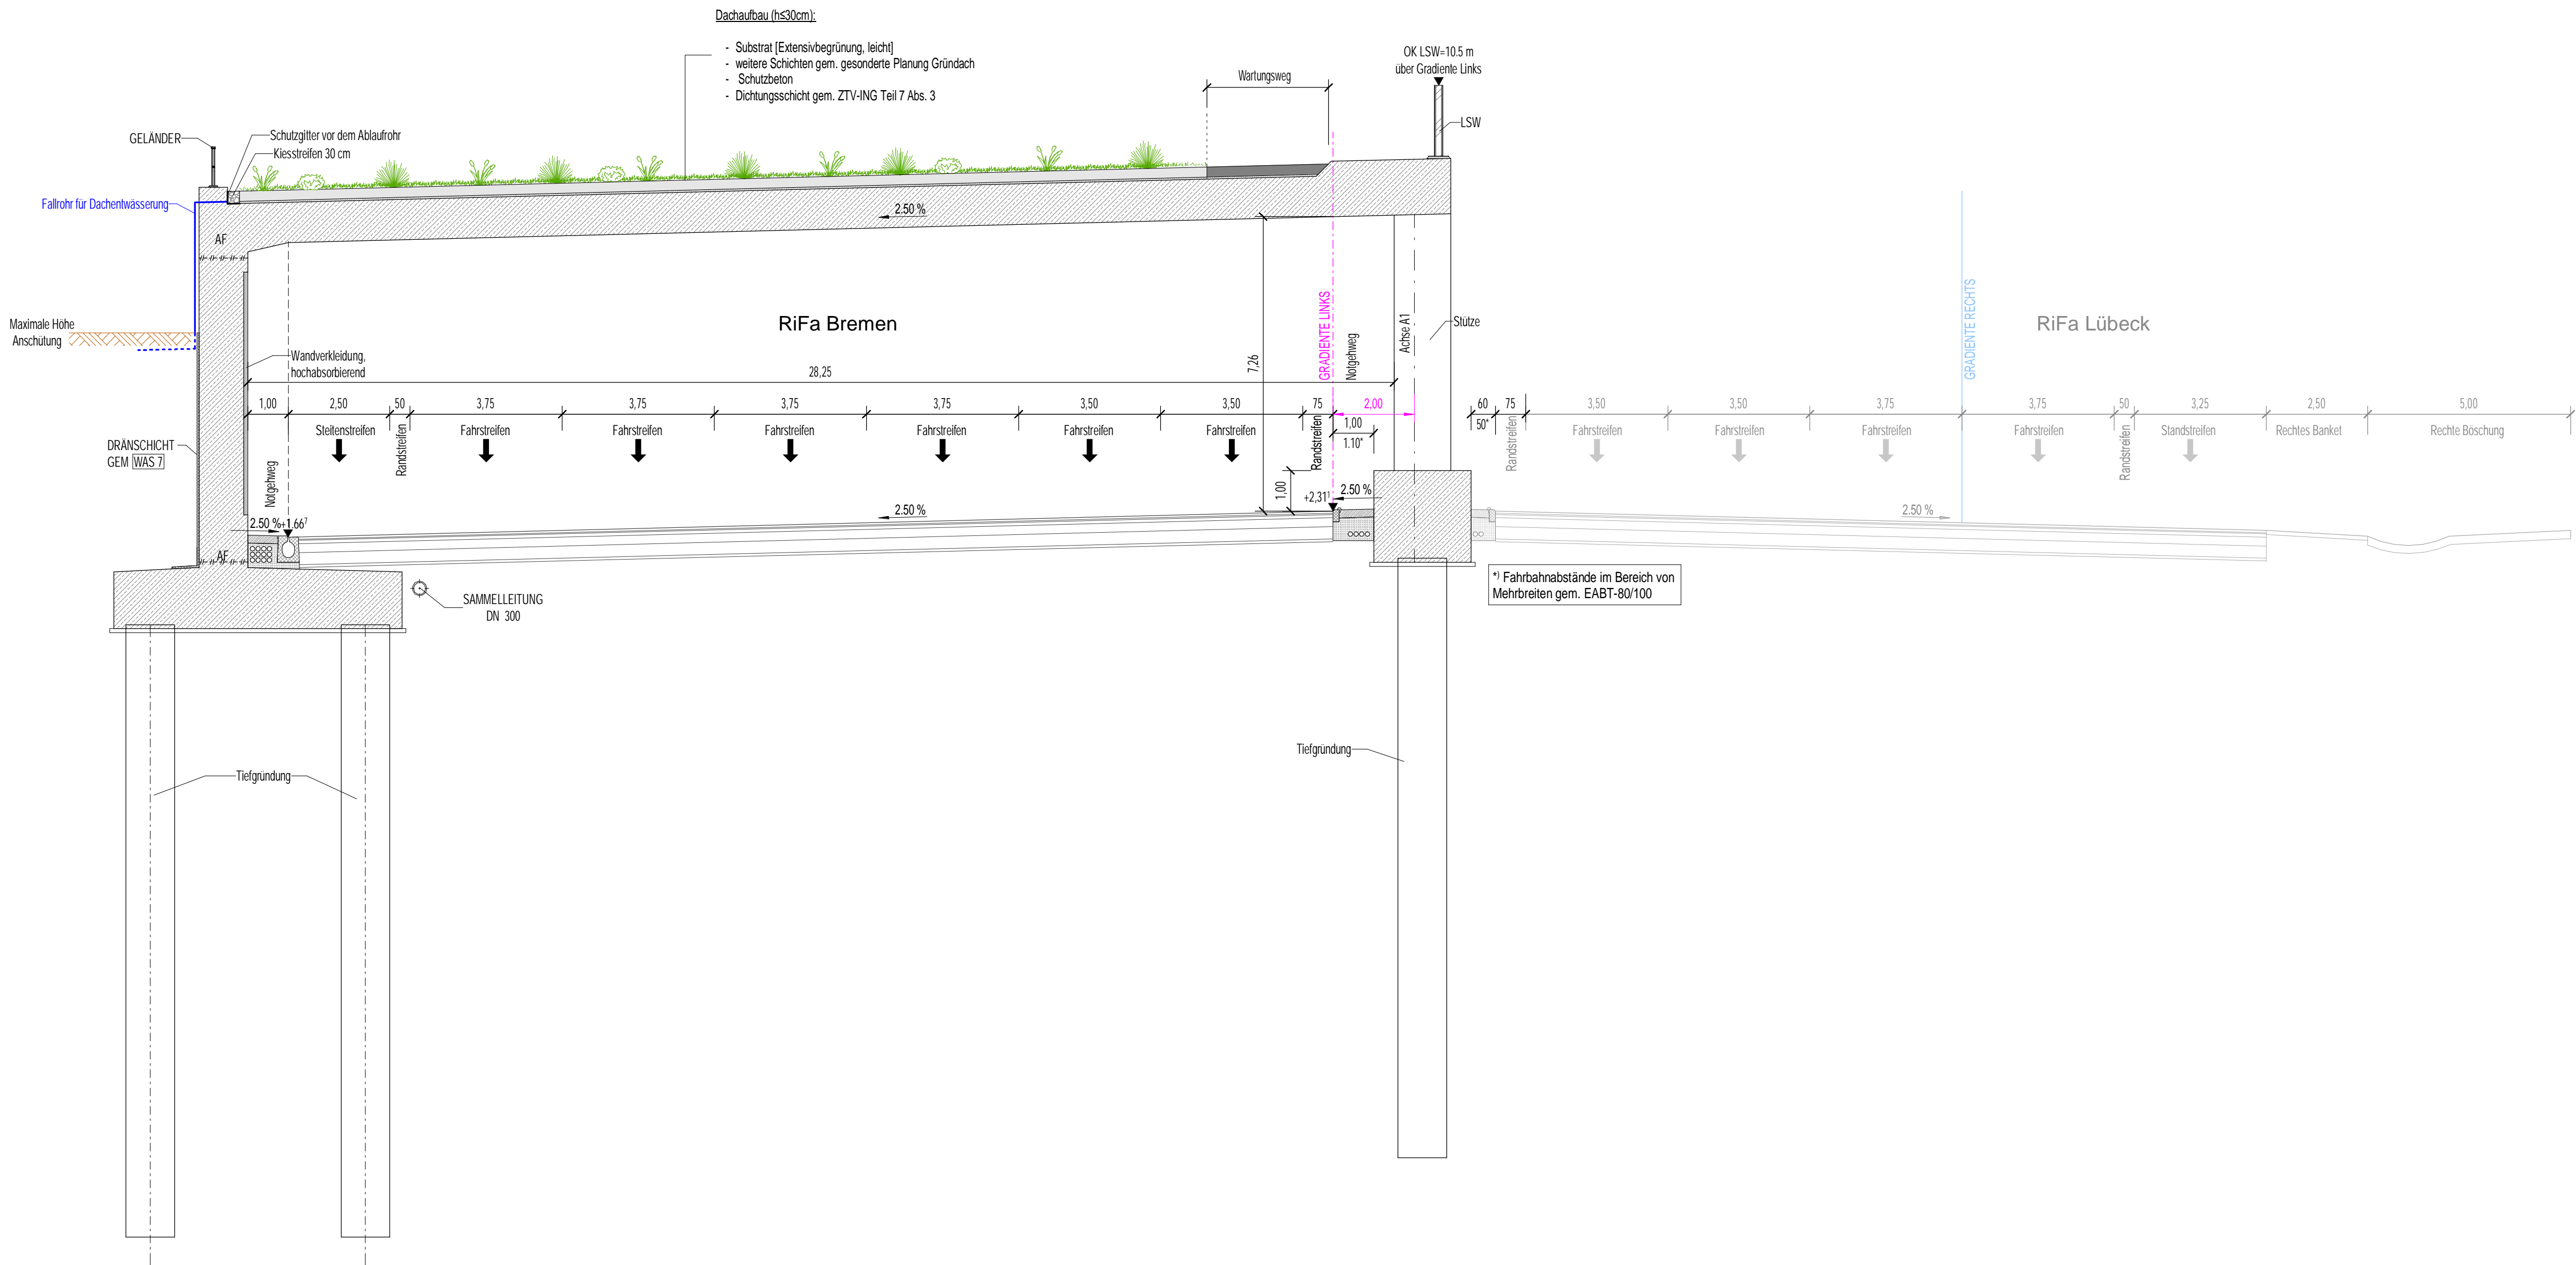 Dachaufbau (h≤30cm):
- Substrat [Extensivbegrünung, leicht]
- weitere Schichten gem. gesonderte Planung Gründach
- Schutzbeton
- Dichtungsschicht gem. ZTV-ING Teil 7 Abs. 3
Wartungsweg
OK LSW=10.5 m
über Gradiente Links
LSW
GELÄNDER
Schutzgitter vor dem Ablaufrohr
Kiesstreifen 30 cm
Fallrohr für Dachentwässerung
2.50 %
AF
Maximale Höhe
Anschütung
RiFa Bremen
RiFa Lübeck
GRADIENTE LINKS
Notgehweg
Achse A1
Stütze
GRADIENTE RECHTS
Wandverkleidung,
hochabsorbierend
28,25
7,26
1,00 2,50 50 3,75 3,75 3,75 3,75 3,50 3,50 75 2,00 60 75 3,50 3,50 3,75 3,75 50 3,25 2,50 5,00
1,00
1.10*
50*
Steitenstreifen
Randstreifen
Fahrstreifen
Fahrstreifen
Fahrstreifen
Fahrstreifen
Fahrstreifen
Fahrstreifen
Randstreifen
Randstreifen
Fahrstreifen
Fahrstreifen
Fahrstreifen
Fahrstreifen
Randstreifen
Standstreifen
Rechtes Banket
Rechte Böschung
DRÄNSCHICHT
GEM WAS 7
Notgehweg
1,00
+2,31¹
2.50 %
2.50 %
2.50 %
2.50 %
+1.66⁷
AF
SAMMELLEITUNG
DN 300
*⁾ Fahrbahnabstände im Bereich von
Mehrbreiten gem. EABT-80/100
Tiefgründung
Tiefgründung